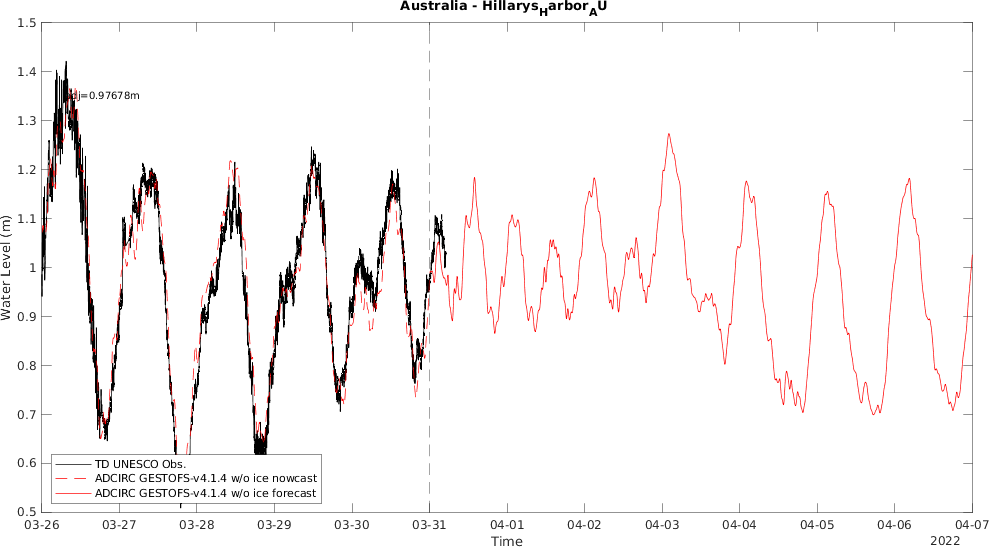 Australia - HillarysHarborAU
1.5
1.4
1.3
1.2
1.1
1
0.9
0.8
0.7
0.6
0.5
Water Level (m)
dj=0.97678m
TD UNESCO Obs.
ADCIRC GESTOFS-v4.1.4 w/o ice nowcast
ADCIRC GESTOFS-v4.1.4 w/o ice forecast
03-26 03-27 03-28 03-29 03-30 03-31 04-01 04-02 04-03 04-04 04-05 04-06 04-07
Time
2022